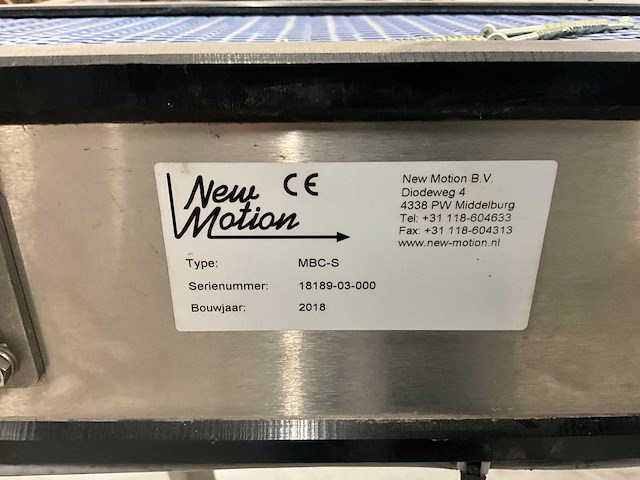 New
Motion
CE
New Motion B.V.
Diodeweg 4
4338 PW Middelburg
Tel: +31 118-604633
Fax: +31 118-604313
www.new-motion.nl
Type: MBC-S
Serienummer: 18189-03-000
Bouwjaar: 2018